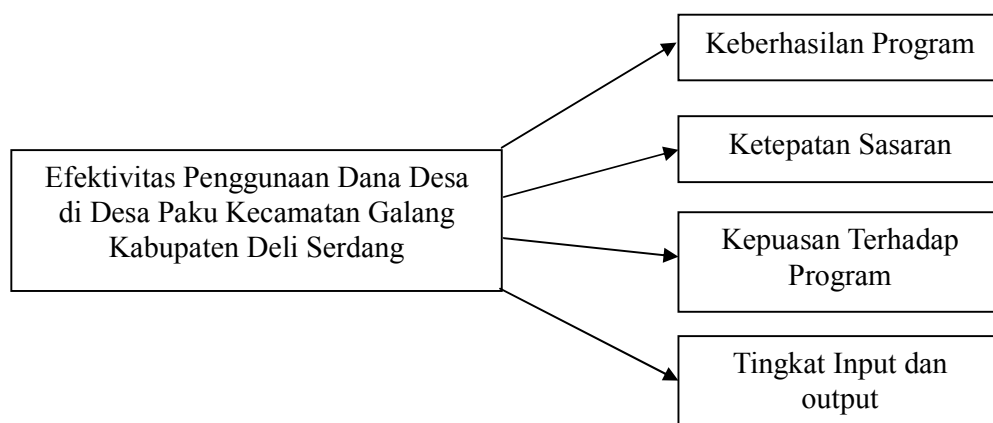 Efektivitas Penggunaan Dana Desa
di Desa Paku Kecamatan Galang
Kabupaten Deli Serdang
Keberhasilan Program
Ketepatan Sasaran
Kepuasan Terhadap
Program
Tingkat Input dan
output